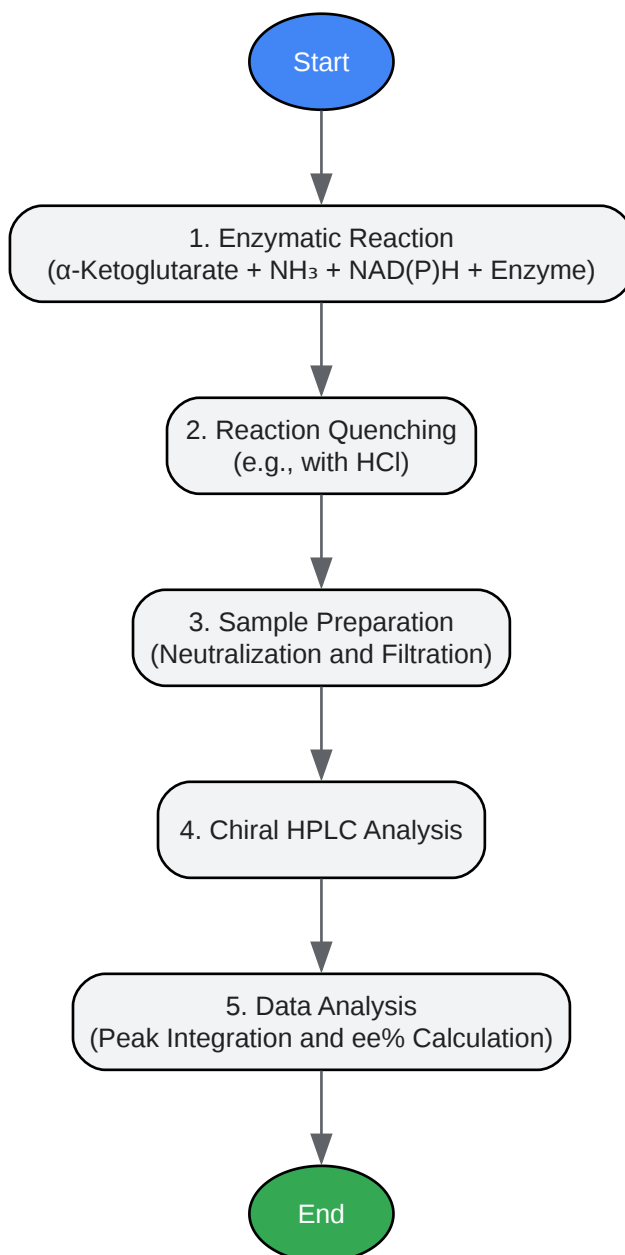 Start
1. Enzymatic Reaction
(α-Ketoglutarate + NH₃ + NAD(P)H + Enzyme)
2. Reaction Quenching
(e.g., with HCl)
3. Sample Preparation
(Neutralization and Filtration)
4. Chiral HPLC Analysis
5. Data Analysis
(Peak Integration and ee% Calculation)
End